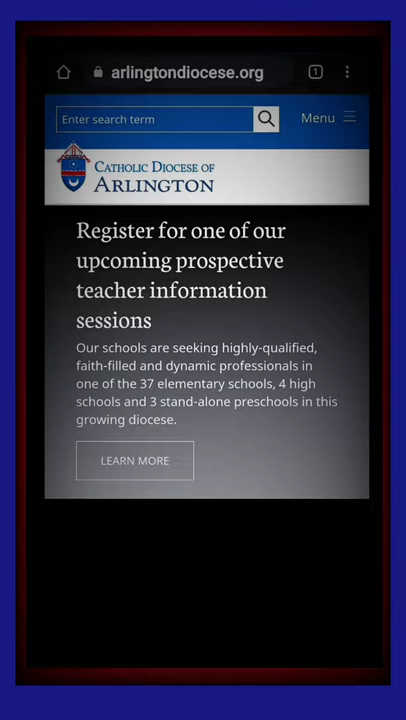 arlingtondiocese.org
1
Enter search term
Menu
CATHOLIC DIOCESE OF
ARLINGTON
Register for one of our
upcoming prospective
teacher information
sessions
Our schools are seeking highly-qualified,
faith-filled and dynamic professionals in
one of the 37 elementary schools, 4 high
schools and 3 stand-alone preschools in this
growing diocese.
LEARN MORE